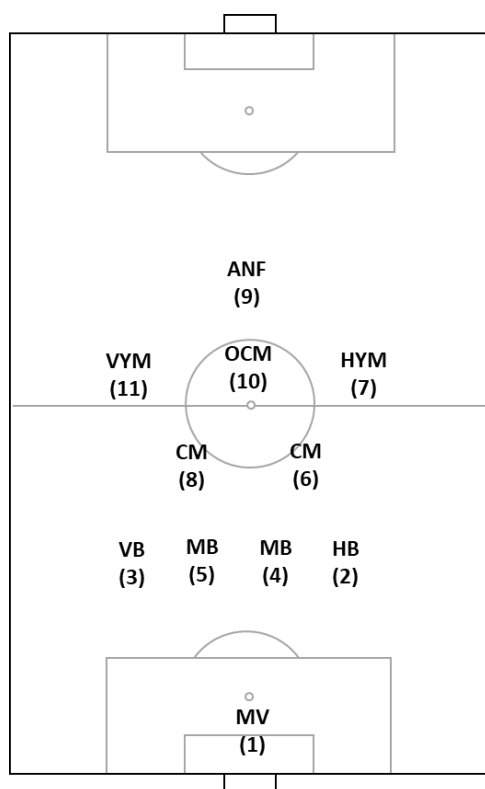 ANF
(9)
VYM
(11)
OCM
(10)
HYM
(7)
CM
(8)
CM
(6)
VB
(3)
MB
(5)
MB
(4)
HB
(2)
MV
(1)